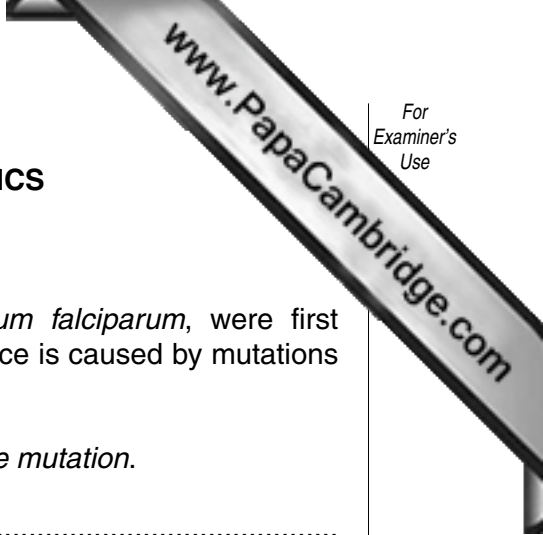 www.PapaCambridge.com
For
Examiner's
Use
ICS
um falciparum, were first
ce is caused by mutations
e mutation.